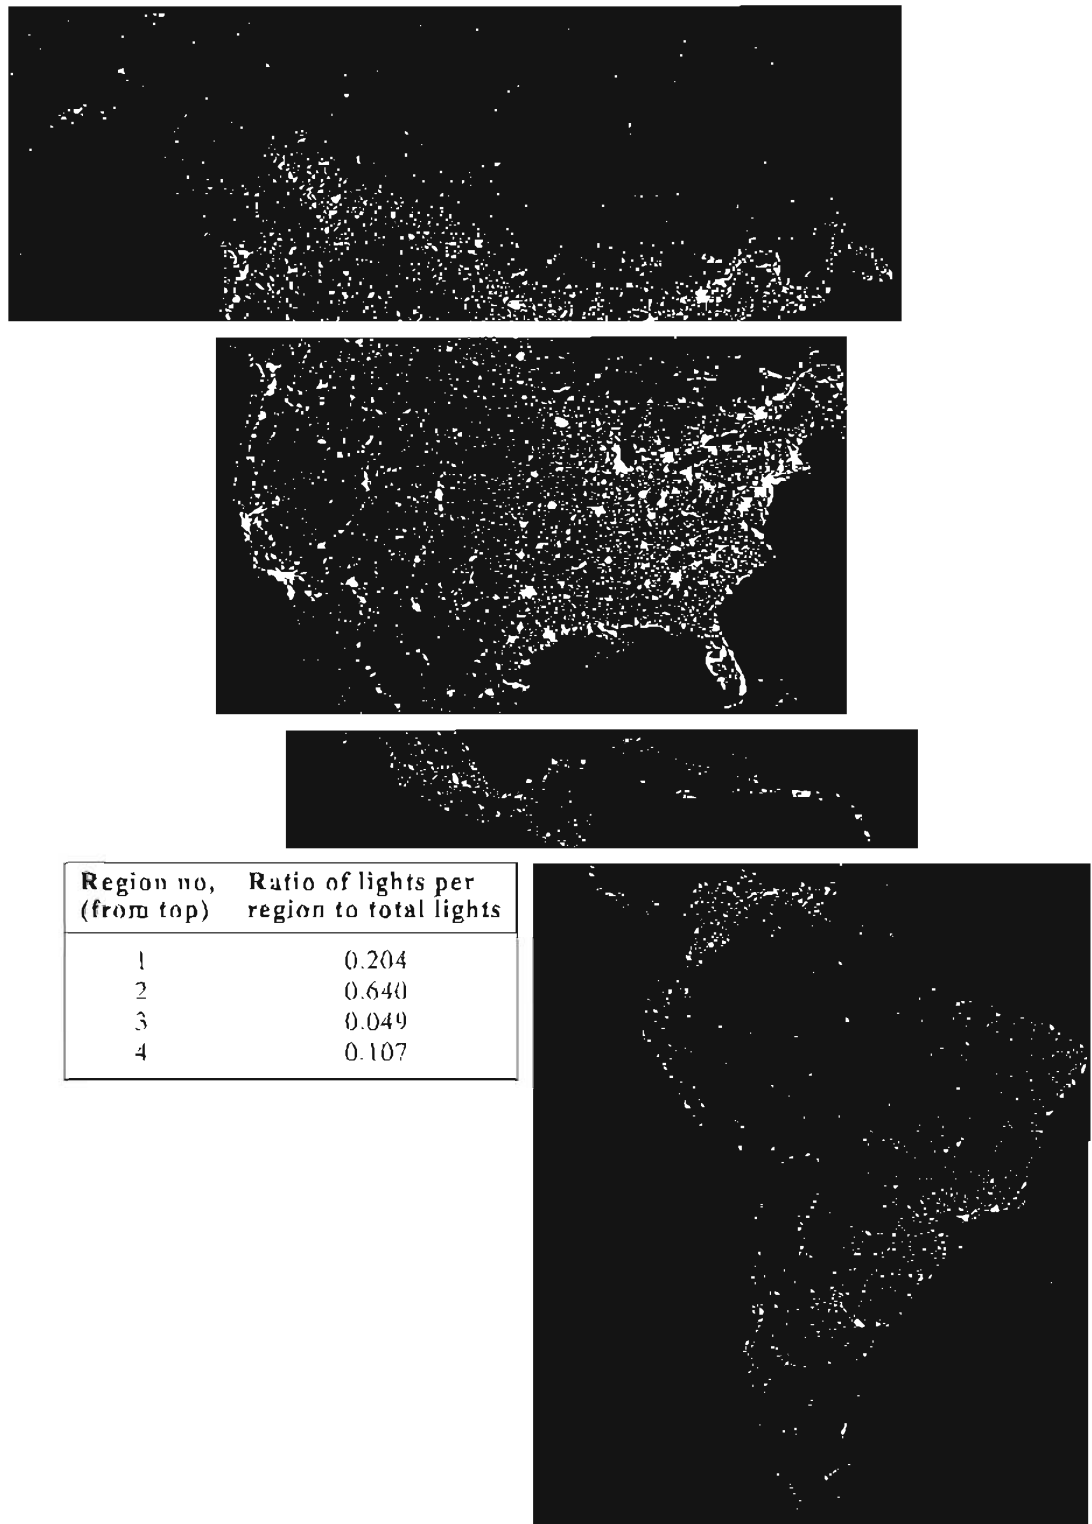 Region no, Ratio of lights per
(from top) region to total lights
1 0.204
2 0.640
3 0.049
4 0.107